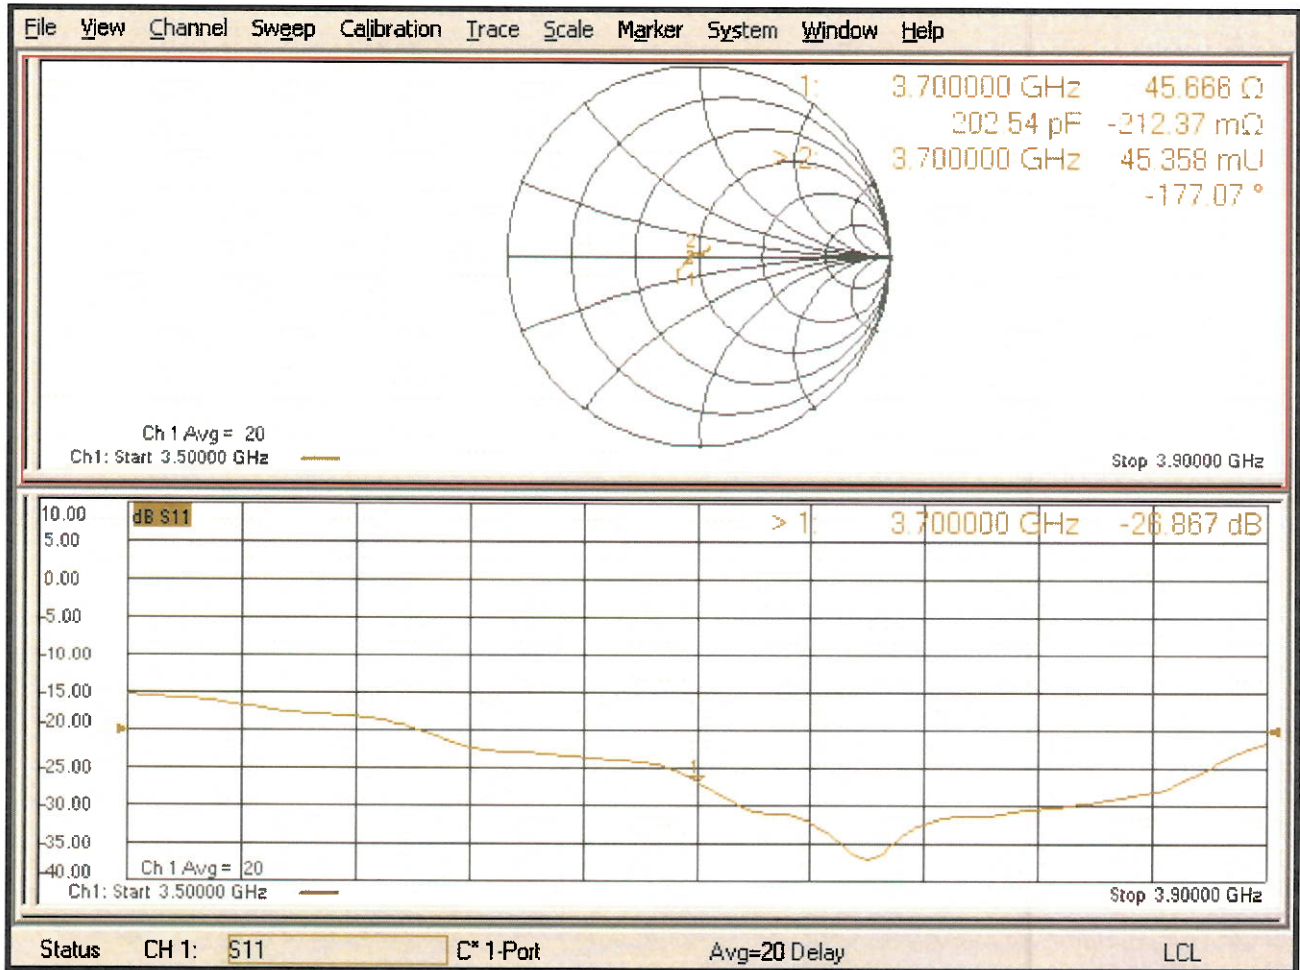 File View Channel Sweep Calibration Trace Scale Marker System Window Help
1: 3.700000 GHz 45.666 Ω
202.54 pF -212.37 mΩ
> 2: 3.700000 GHz 45.358 mU
-177.07 °
2
1
Ch 1 Avg = 20
Ch1: Start 3.50000 GHz
Stop 3.90000 GHz
10.00
dB S11
> 1: 3.700000 GHz -26.867 dB
5.00
0.00
-5.00
-10.00
-15.00
-20.00
-25.00
1
-30.00
-35.00
-40.00
Ch 1 Avg = 20
Ch1: Start 3.50000 GHz
Stop 3.90000 GHz
Status CH 1: S11 C* 1-Port Avg=20 Delay LCL